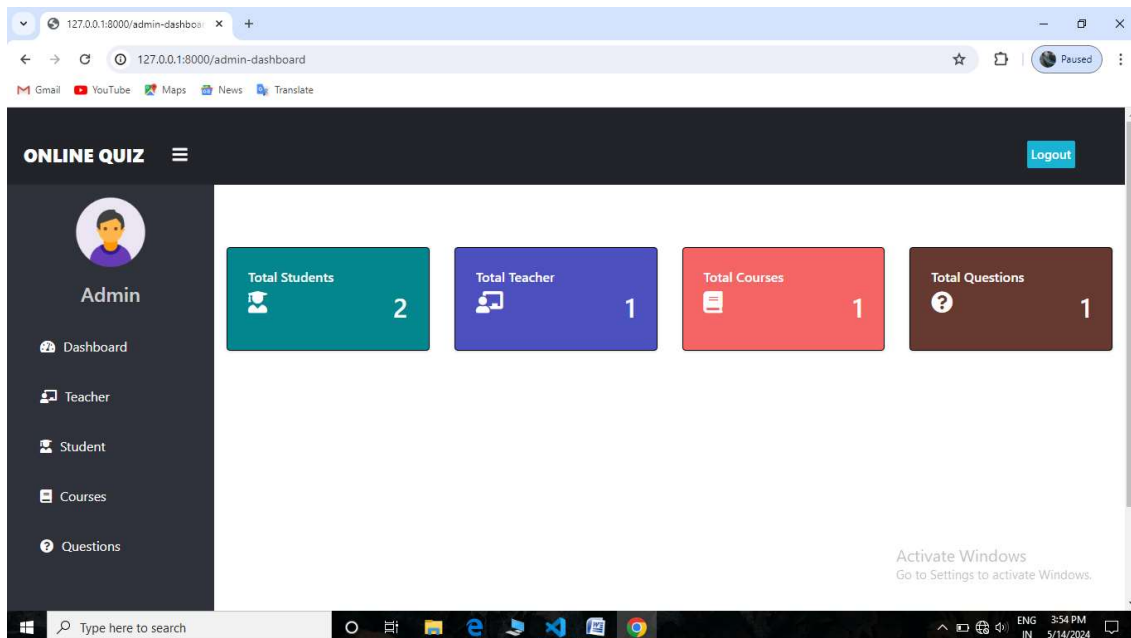 127.0.0.1:8000/admin-dashboar
127.0.0.1:8000/admin-dashboard
Paused
Gmail YouTube Maps News Translate
ONLINE QUIZ
Logout
Admin
Dashboard
Teacher
Student
Courses
Questions
Total Students
2
Total Teacher
1
Total Courses
1
Total Questions
1
Activate Windows
Go to Settings to activate Windows.
Type here to search
ENG 3:54 PM
IN 5/14/2024